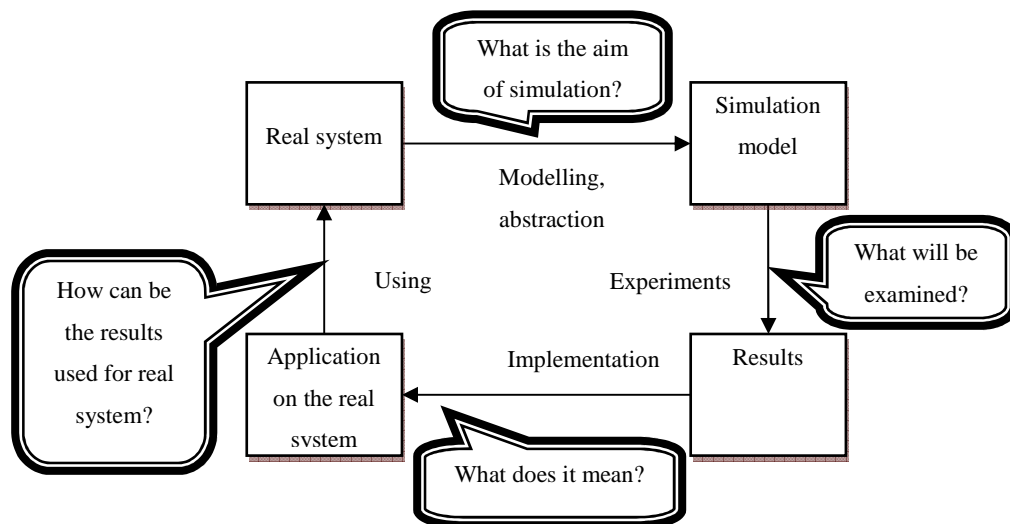 What is the aim
of simulation?
Real system
Simulation
model
Modelling,
abstraction
What will be
examined?
Experiments
Using
How can be
the results
used for real
system?
Application
on the real
system
Implementation
Results
What does it mean?